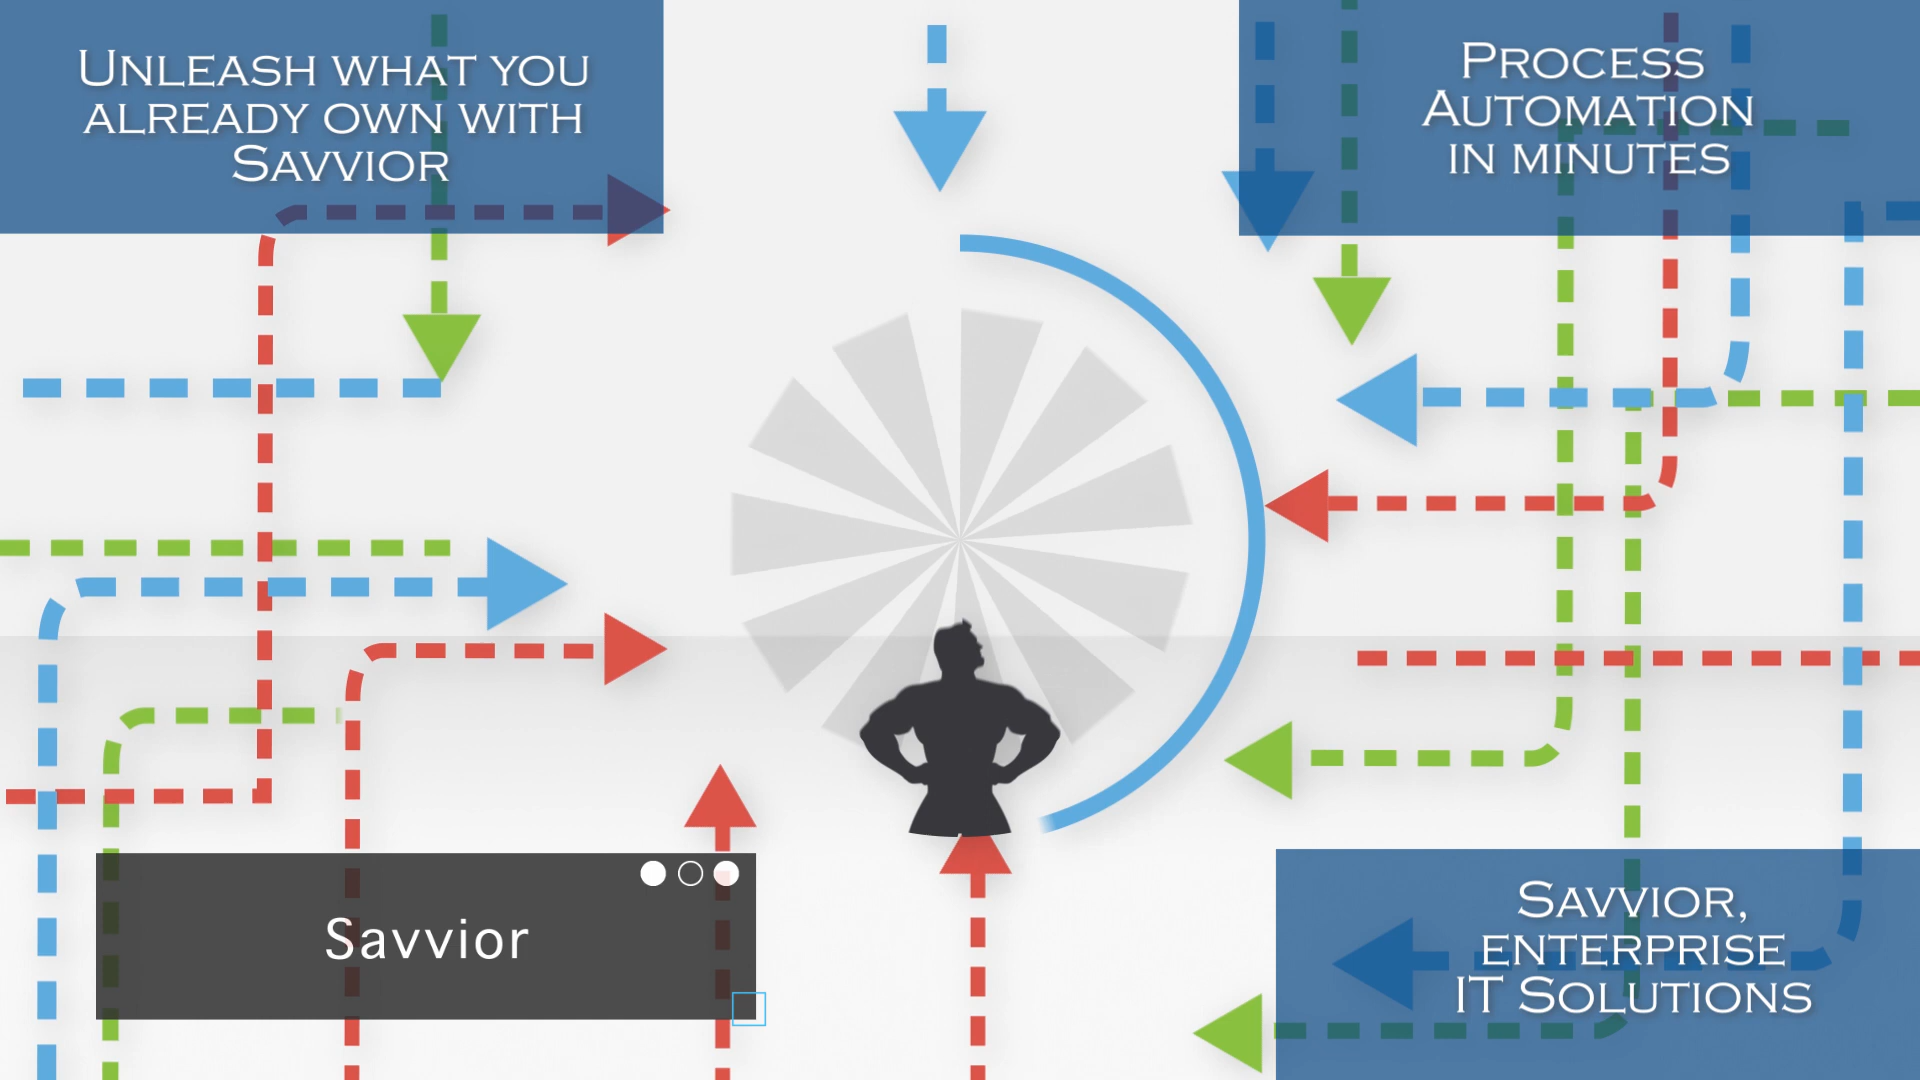 Unleash what you
already own with
Savvior
Process
Automation
in minutes
Savvior
Savvior,
enterprise
IT Solutions